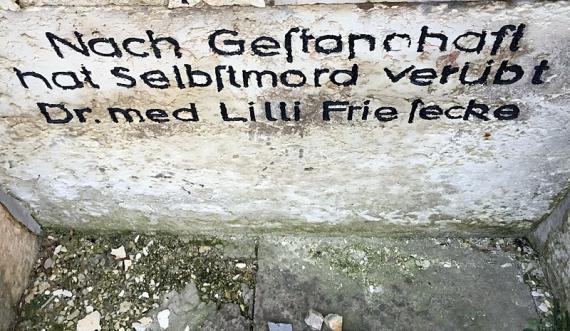 Nach Geſtapohaft
hat Selbſtmord verübt
Dr. med Lilli Frieſecke